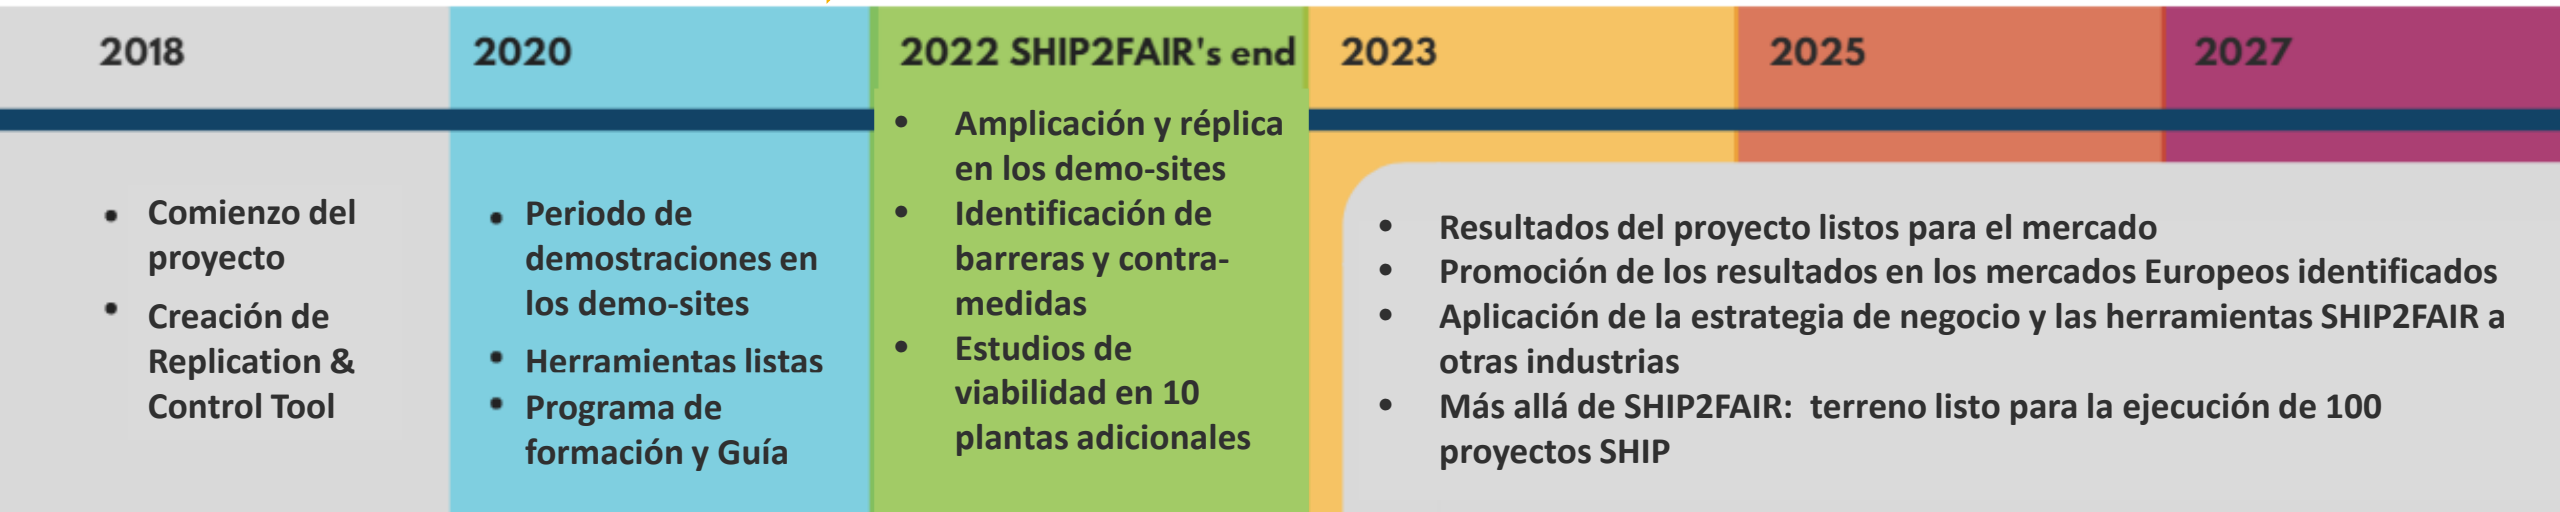 2018
2020
2022 SHIP2FAIR's end
2023
2025
2027
• Comienzo del
proyecto
• Creación de
Replication &
Control Tool
• Periodo de
demostraciones en
los demo-sites
• Herramientas listas
• Programa de
formación y Guía
• Amplicación y réplica
en los demo-sites
• Identificación de
barreras y contra-
medidas
• Estudios de
viabilidad en 10
plantas adicionales
• Resultados del proyecto listos para el mercado
• Promoción de los resultados en los mercados Europeos identificados
• Aplicación de la estrategia de negocio y las herramientas SHIP2FAIR a
otras industrias
• Más allá de SHIP2FAIR: terreno listo para la ejecución de 100
proyectos SHIP